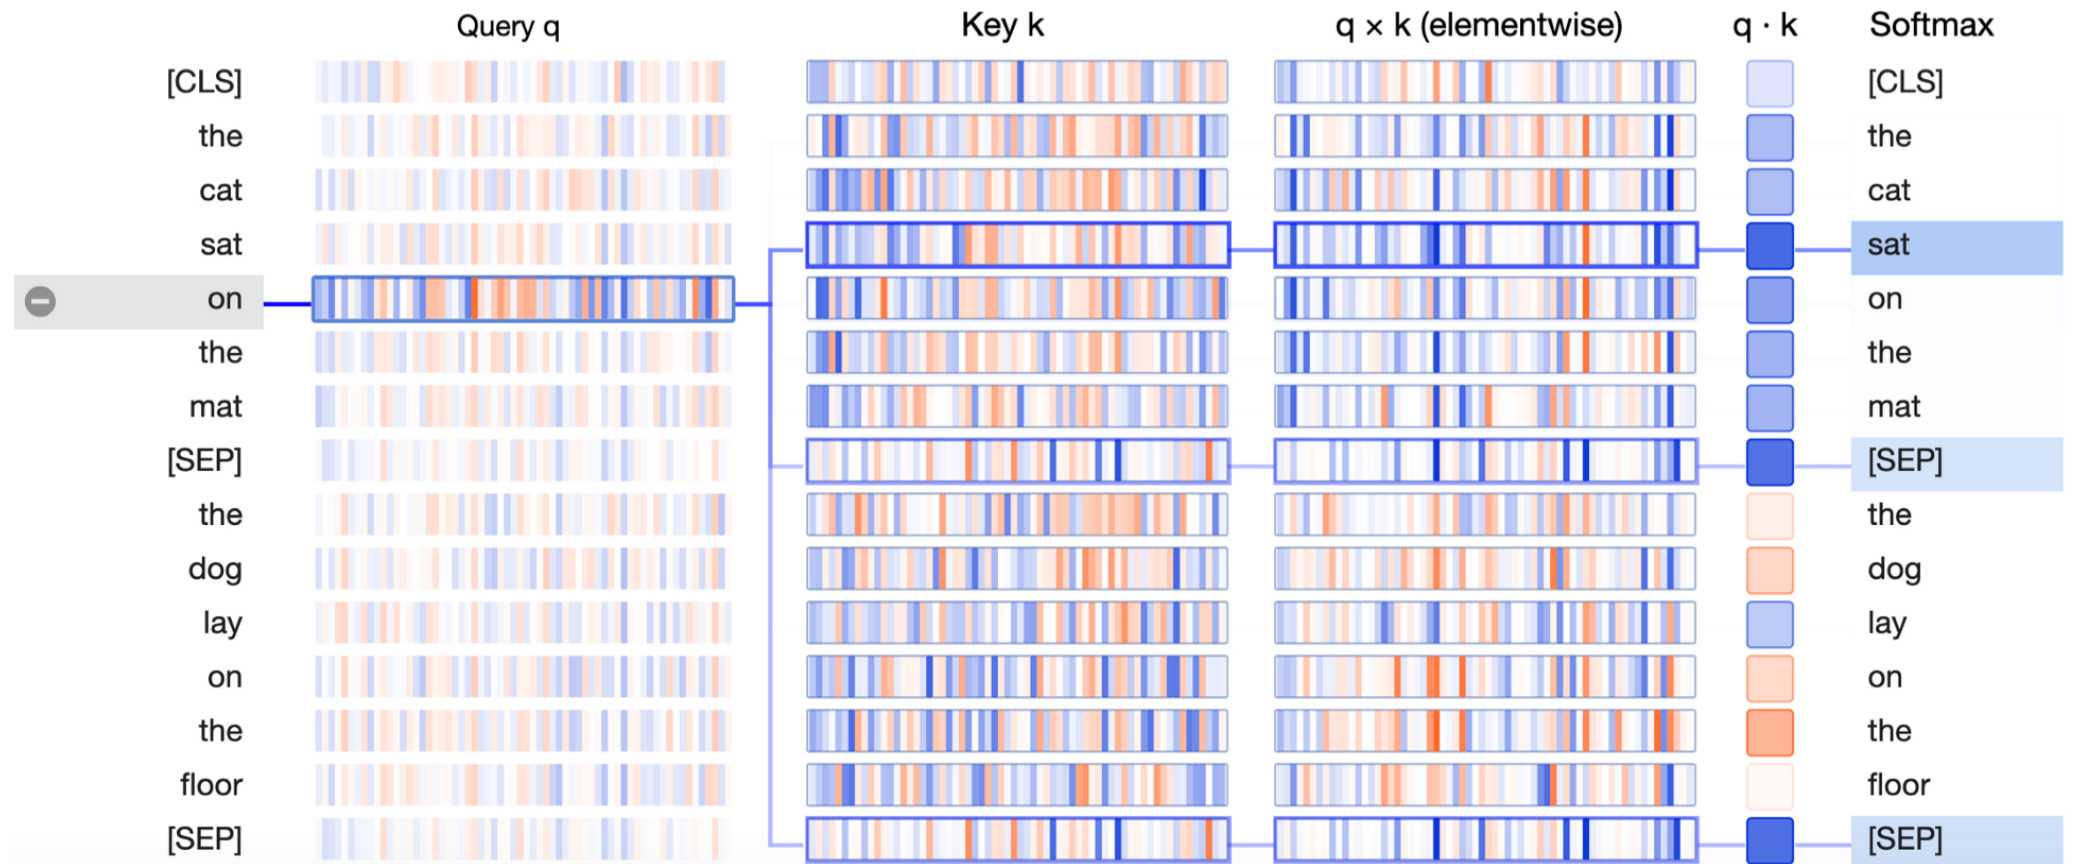 Query q Key k q × k (elementwise) q · k Softmax
[CLS] [CLS]
the the
cat cat
sat sat
on on
the the
mat mat
[SEP] [SEP]
the the
dog dog
lay lay
on on
the the
floor floor
[SEP] [SEP]